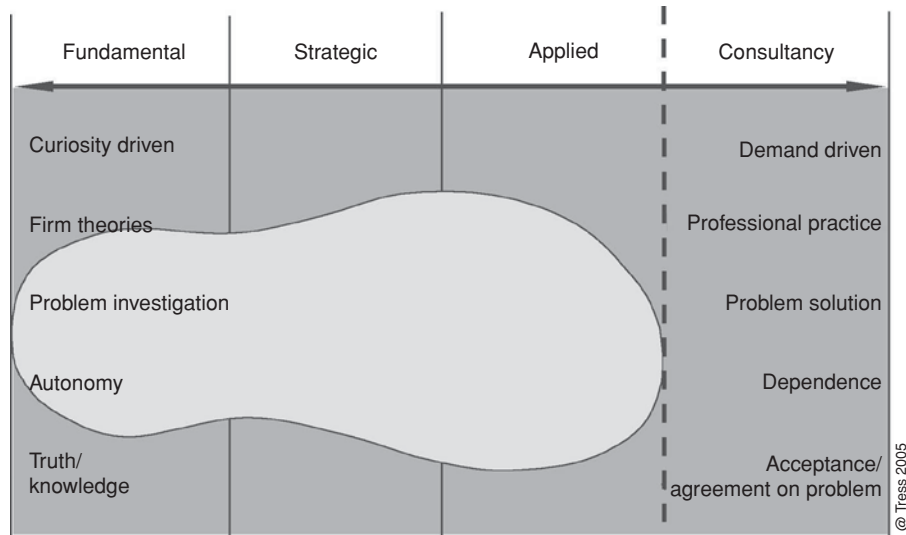 Fundamental
Strategic
Applied
Consultancy
Curiosity driven
Demand driven
Firm theories
Professional practice
Problem investigation
Problem solution
Autonomy
Dependence
Truth/
knowledge
Acceptance/
agreement on problem
@ Tress 2005